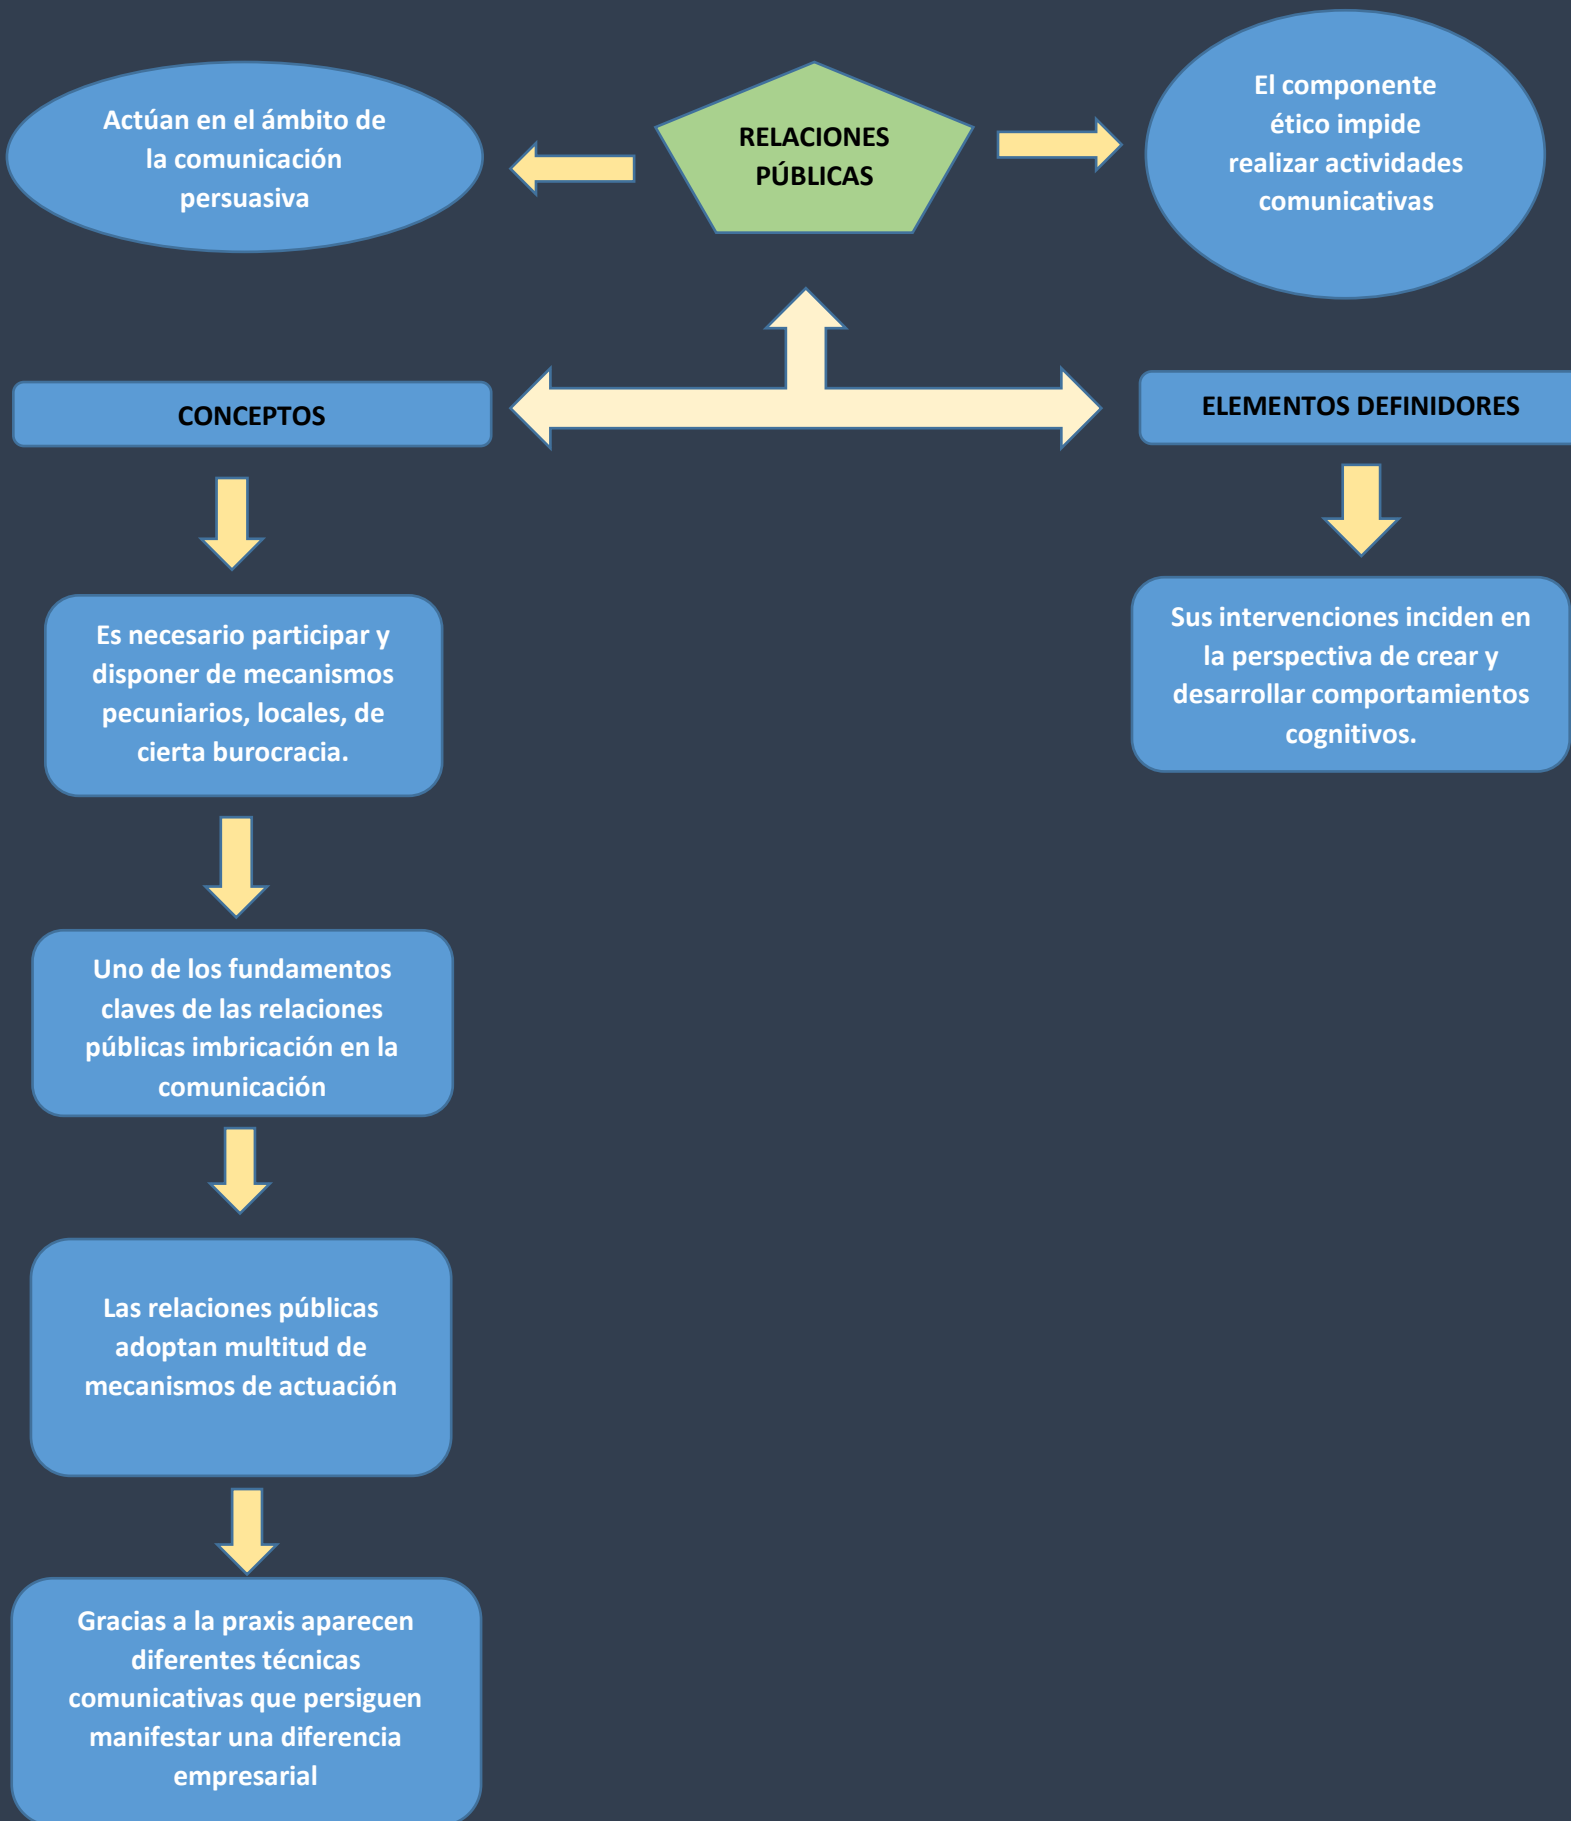 Actúan en el ámbito de
la comunicación
persuasiva
RELACIONES
PÚBLICAS
El componente
ético impide
realizar actividades
comunicativas
CONCEPTOS
ELEMENTOS DEFINIDORES
Es necesario participar y
disponer de mecanismos
pecuniarios, locales, de
cierta burocracia.
Sus intervenciones inciden en
la perspectiva de crear y
desarrollar comportamientos
cognitivos.
Uno de los fundamentos
claves de las relaciones
públicas imbricación en la
comunicación
Las relaciones públicas
adoptan multitud de
mecanismos de actuación
Gracias a la praxis aparecen
diferentes técnicas
comunicativas que persiguen
manifestar una diferencia
empresarial